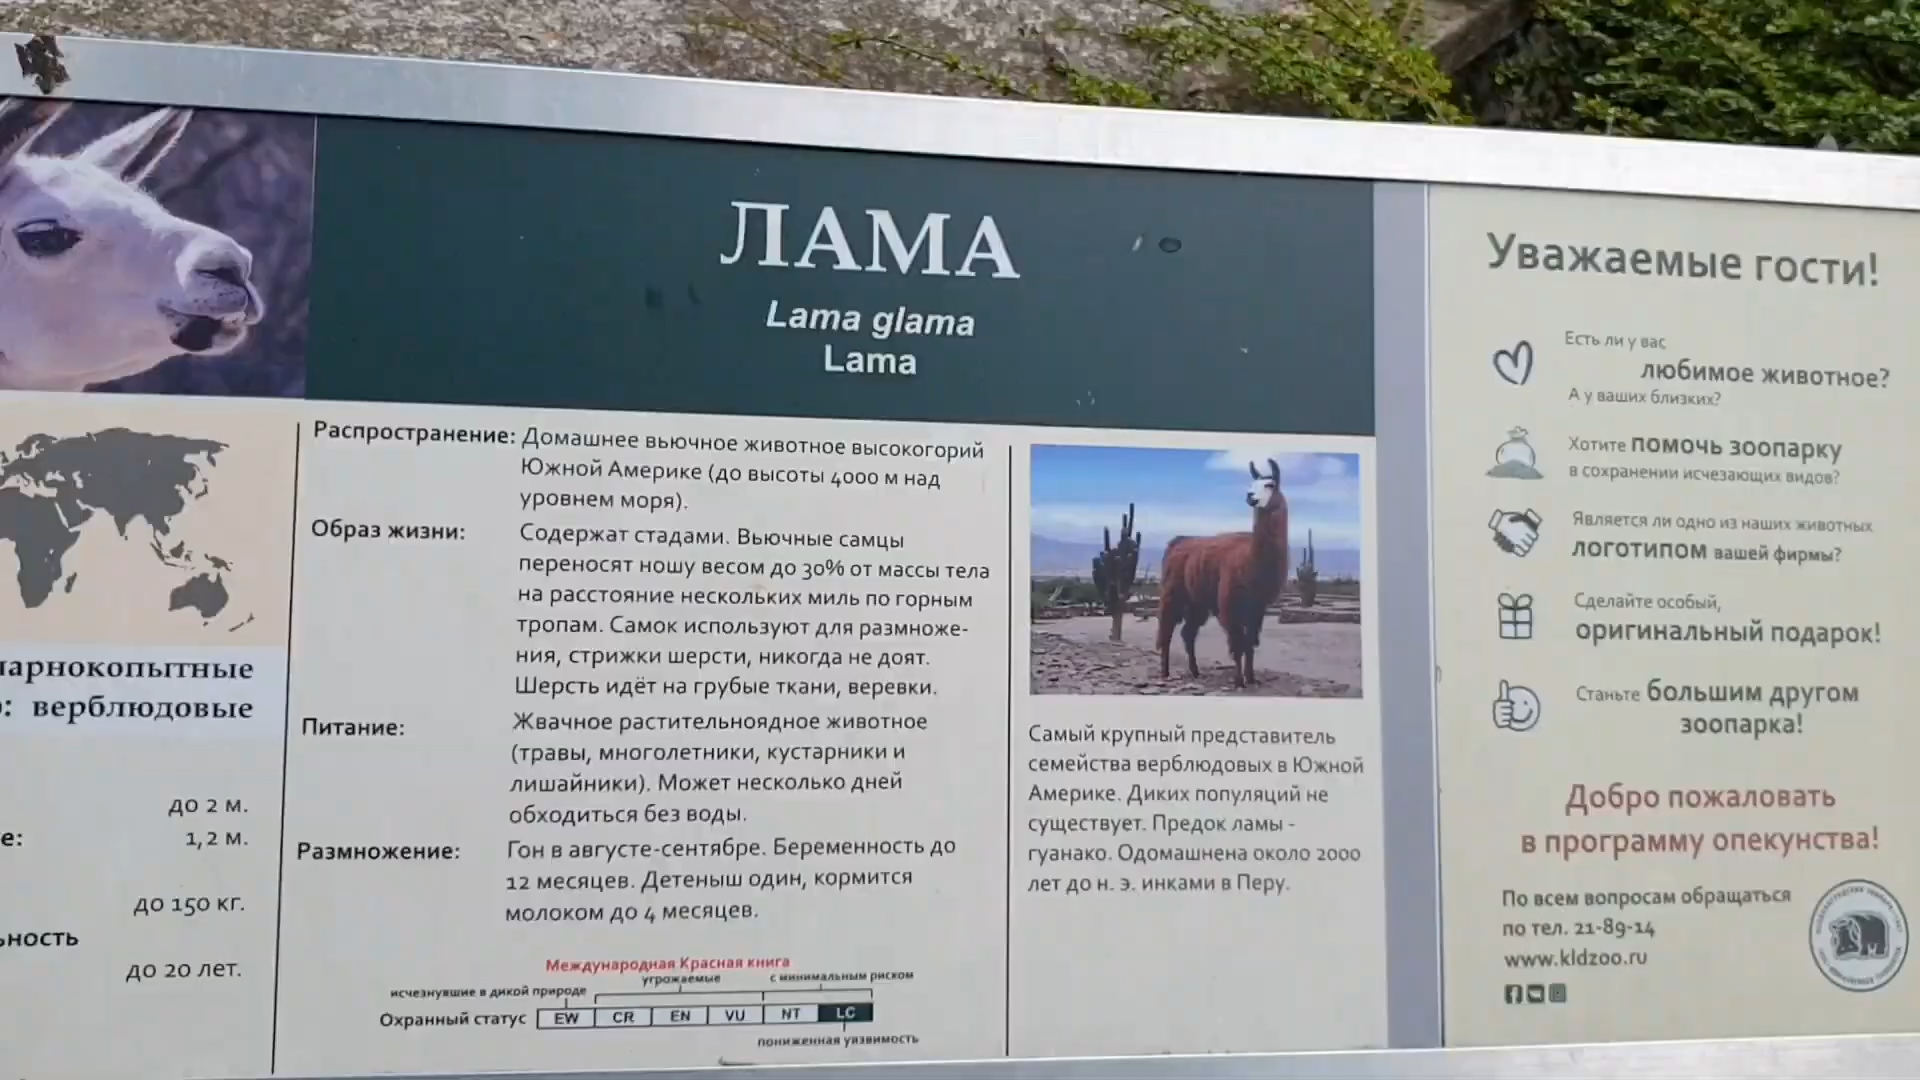 ЛАМА
Lama glama
Lama
Распространение: Домашнее вьючное животное высокогорий
Южной Америке (до высоты 4000 м над
уровнем моря).
Образ жизни: Содержат стадами. Вьючные самцы
переносят ношу весом до 30% от массы тела
на расстояние нескольких миль по горным
тропам. Самок используют для размноже-
ния, стрижки шерсти, никогда не доят.
Шерсть идёт на грубые ткани, веревки.
Питание: Жвачное растительноядное животное
(травы, многолетники, кустарники и
лишайники). Может несколько дней
обходиться без воды.
Размножение: Гон в августе-сентябре. Беременность до
12 месяцев. Детеныш один, кормится
молоком до 4 месяцев.
Международная Красная книга
исчезнувшие в дикой природе угрожаемые с минимальным риском
Охранный статус EW CR EN VU NT LC
пониженная уязвимость
парнокопытные
: верблюдовые
до 2 м.
е: 1,2 м.
до 150 кг.
ьность
до 20 лет.
Самый крупный представитель
семейства верблюдовых в Южной
Америке. Диких популяций не
существует. Предок ламы -
гуанако. Одомашнена около 2000
лет до н. э. инками в Перу.
Уважаемые гости!
Есть ли у вас
любимое животное?
А у ваших близких?
Хотите помочь зоопарку
в сохранении исчезающих видов?
Является ли одно из наших животных
логотипом вашей фирмы?
Сделайте особый,
оригинальный подарок!
Станьте большим другом
зоопарка!
Добро пожаловать
в программу опекунства!
По всем вопросам обращаться
по тел. 21-89-14
www.kldzoo.ru